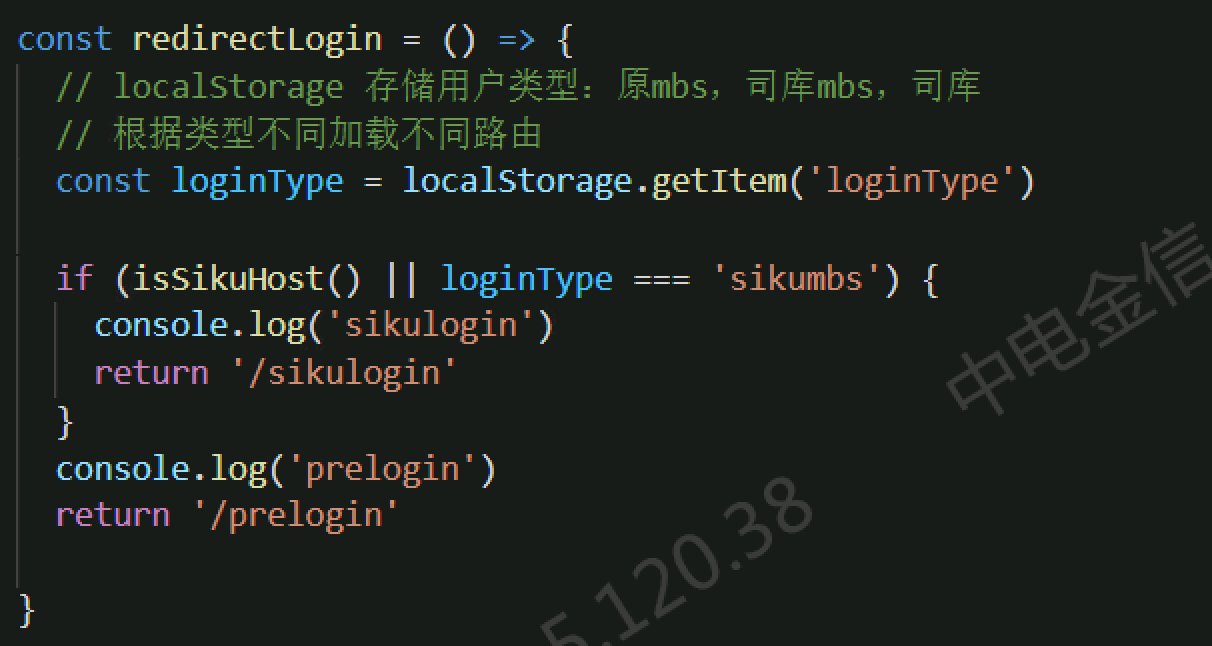 const redirectLogin = () => {
  // localStorage 存储用户类型：原mbs，司库mbs，司库
  // 根据类型不同加载不同路由
  const loginType = localStorage.getItem('loginType')
  if (isSikuHost() || loginType === 'sikumbs') {
    console.log('sikulogin')
    return '/sikulogin'
  }
  console.log('prelogin')
  return '/prelogin'
}
中电金信
5.120.38